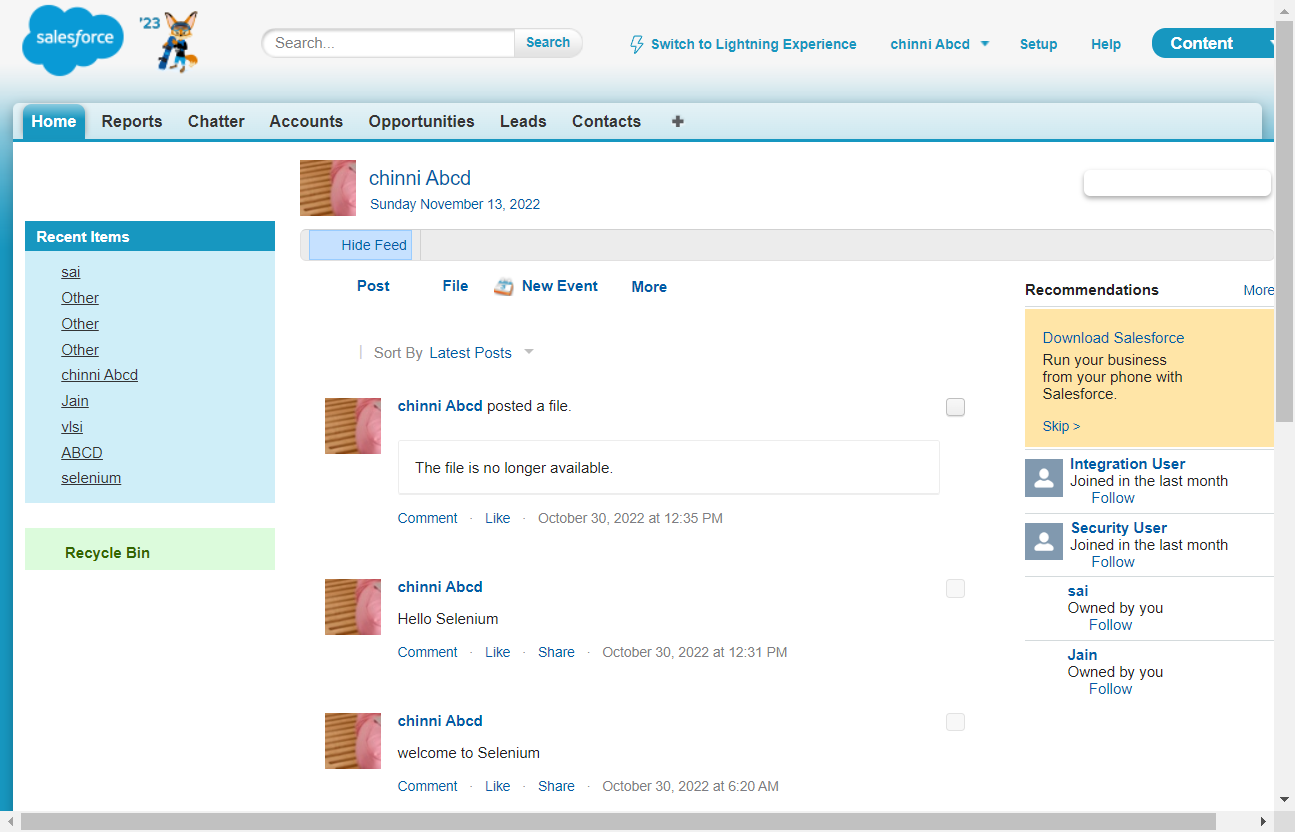 salesforce
'23
Search...
Search
Switch to Lightning Experience
chinni Abcd
Setup
Help
Content
Home
Reports
Chatter
Accounts
Opportunities
Leads
Contacts
+
chinni Abcd
Sunday November 13, 2022
Hide Feed
Recent Items
sai
Other
Other
Other
chinni Abcd
Jain
vlsi
ABCD
selenium
Recycle Bin
Post
File
New Event
More
Sort By Latest Posts
chinni Abcd posted a file.
The file is no longer available.
Comment · Like · October 30, 2022 at 12:35 PM
chinni Abcd
Hello Selenium
Comment · Like · Share · October 30, 2022 at 12:31 PM
chinni Abcd
welcome to Selenium
Comment · Like · Share · October 30, 2022 at 6:20 AM
Recommendations
More
Download Salesforce
Run your business
from your phone with
Salesforce.
Skip >
Integration User
Joined in the last month
Follow
Security User
Joined in the last month
Follow
sai
Owned by you
Follow
Jain
Owned by you
Follow